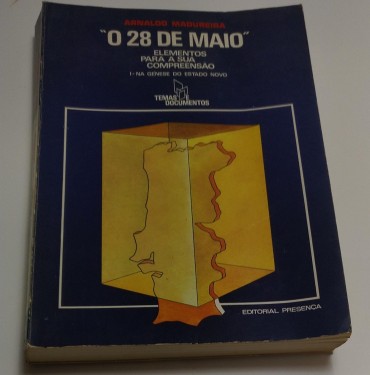 ARNALDO MADUREIRA
"O 28 DE MAIO"
ELEMENTOS
PARA A SUA
COMPREENSÃO
I-NA GÉNESE DO ESTADO NOVO
TEMAS E
DOCUMENTOS
EDITORIAL PRESENÇA